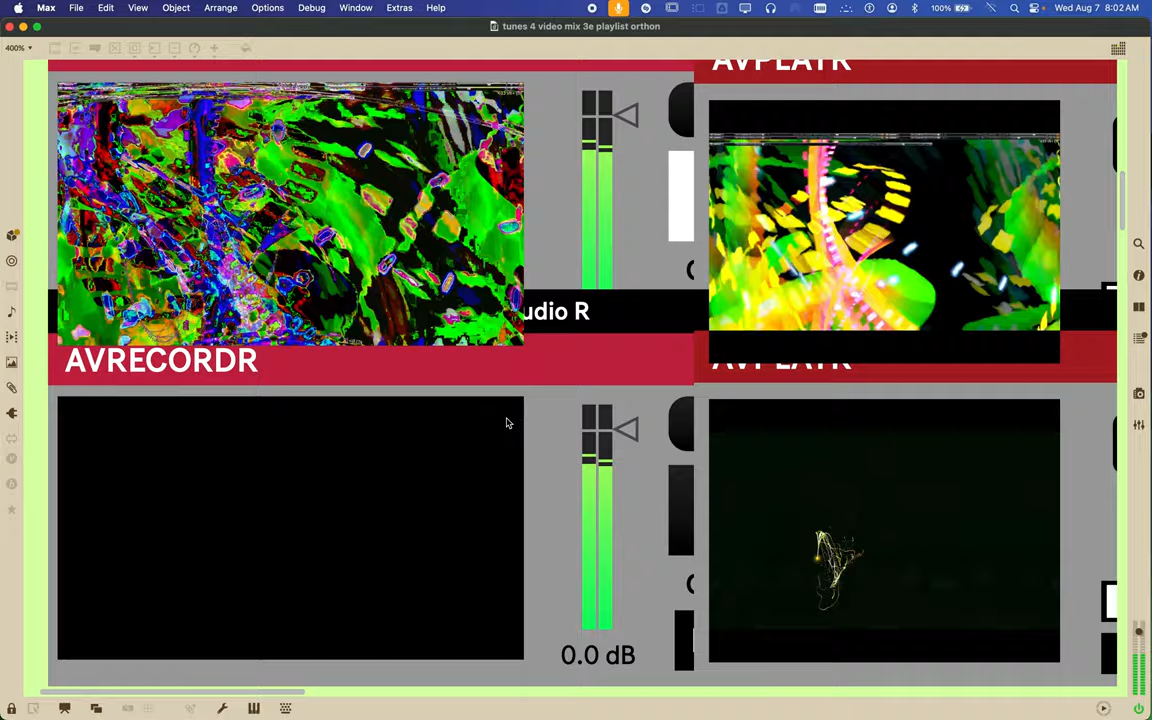 Max File Edit View Object Arrange Options Debug Window Extras Help 100% Wed Aug 7 8:02 AM
tunes 4 video mix 3e playlist orthon
400%
AVPLAYR
udio R
AVRECORDR
AVPLAYR
0.0 dB